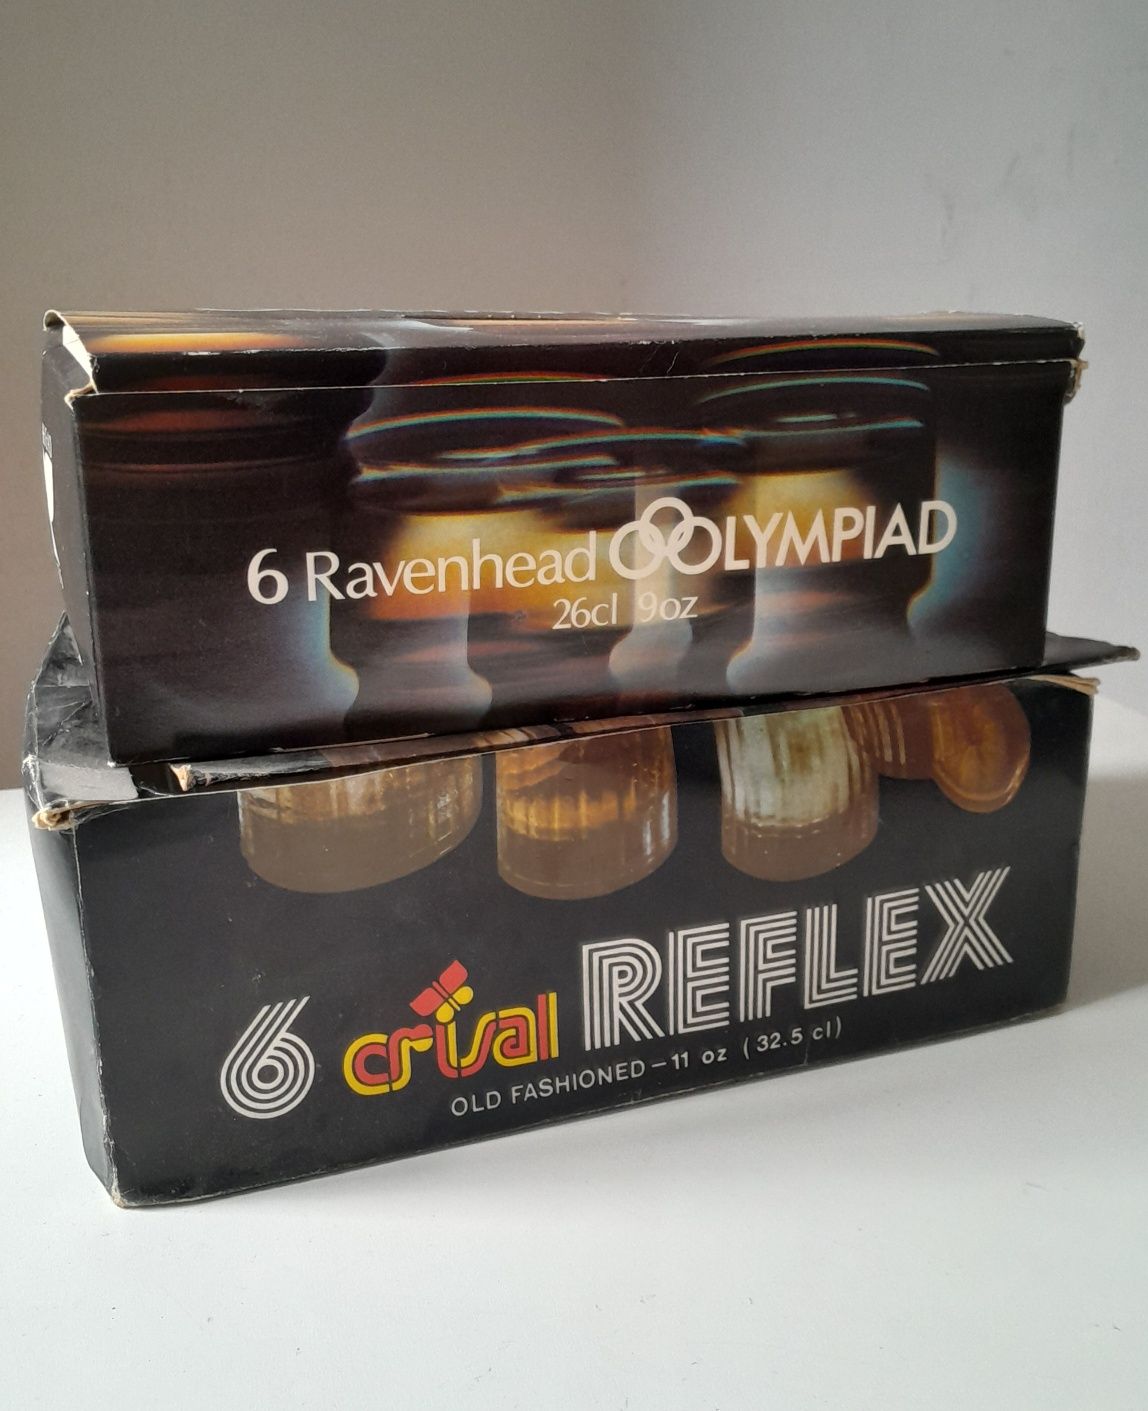 6 Ravenhead OLYMPIAD
26cl 9oz
6 crisal REFLEX
OLD FASHIONED – 11 oz (32.5 cl)